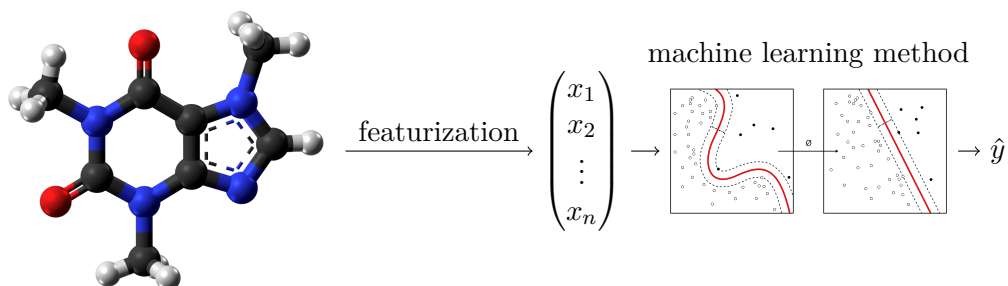 machine learning method
featurization
x₁
x₂
⋮
xₙ
ø
ŷ